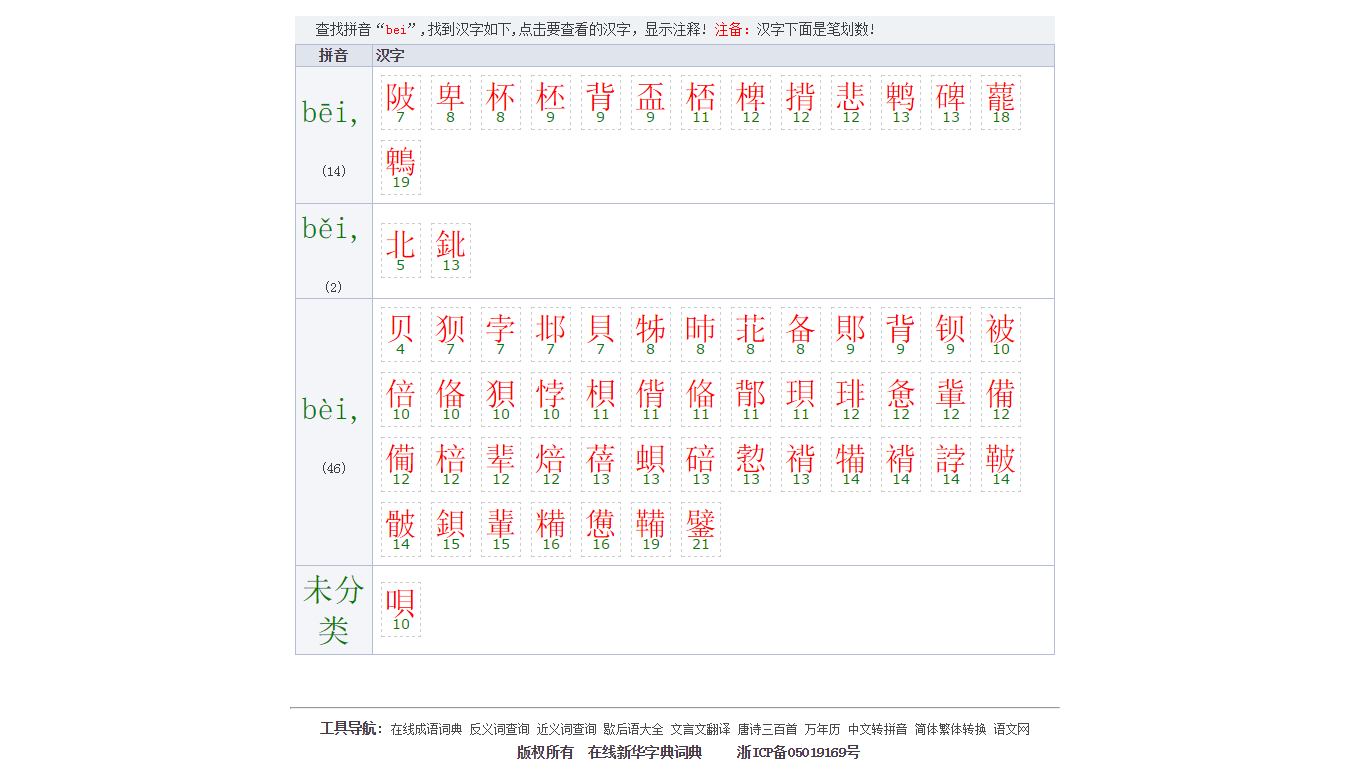 查找拼音“bei”,找到汉字如下,点击要查看的汉字，显示注释！注备：汉字下面是笔划数！
拼音 汉字
bēi,
(14)
陂 卑 杯 柸 背 盃 桮 椑 揹 悲 鹎 碑 藣
7 8 8 9 9 9 11 12 12 12 13 13 18
鵯
19
běi,
(2)
北 鉳
5 13
bèi,
(46)
贝 狈 孛 邶 貝 牬 昁 苝 备 郥 背 钡 被
4 7 7 7 7 8 8 8 8 9 9 9 10
倍 俻 狽 悖 梖 偝 偹 鄁 珼 琲 惫 軰 備
10 10 10 10 11 11 11 11 11 12 12 12 12
僃 棓 辈 焙 蓓 蛽 碚 愂 禙 犕 褙 誖 鞁
12 12 12 12 13 13 13 13 13 14 14 14 14
骳 鋇 輩 糒 憊 鞴 鐾
14 15 15 16 16 19 21
未分
类
唄
10
工具导航：在线成语词典 反义词查询 近义词查询 歇后语大全 文言文翻译 唐诗三百首 万年历 中文转拼音 简体繁体转换 语文网
版权所有 在线新华字典词典 浙ICP备05019169号